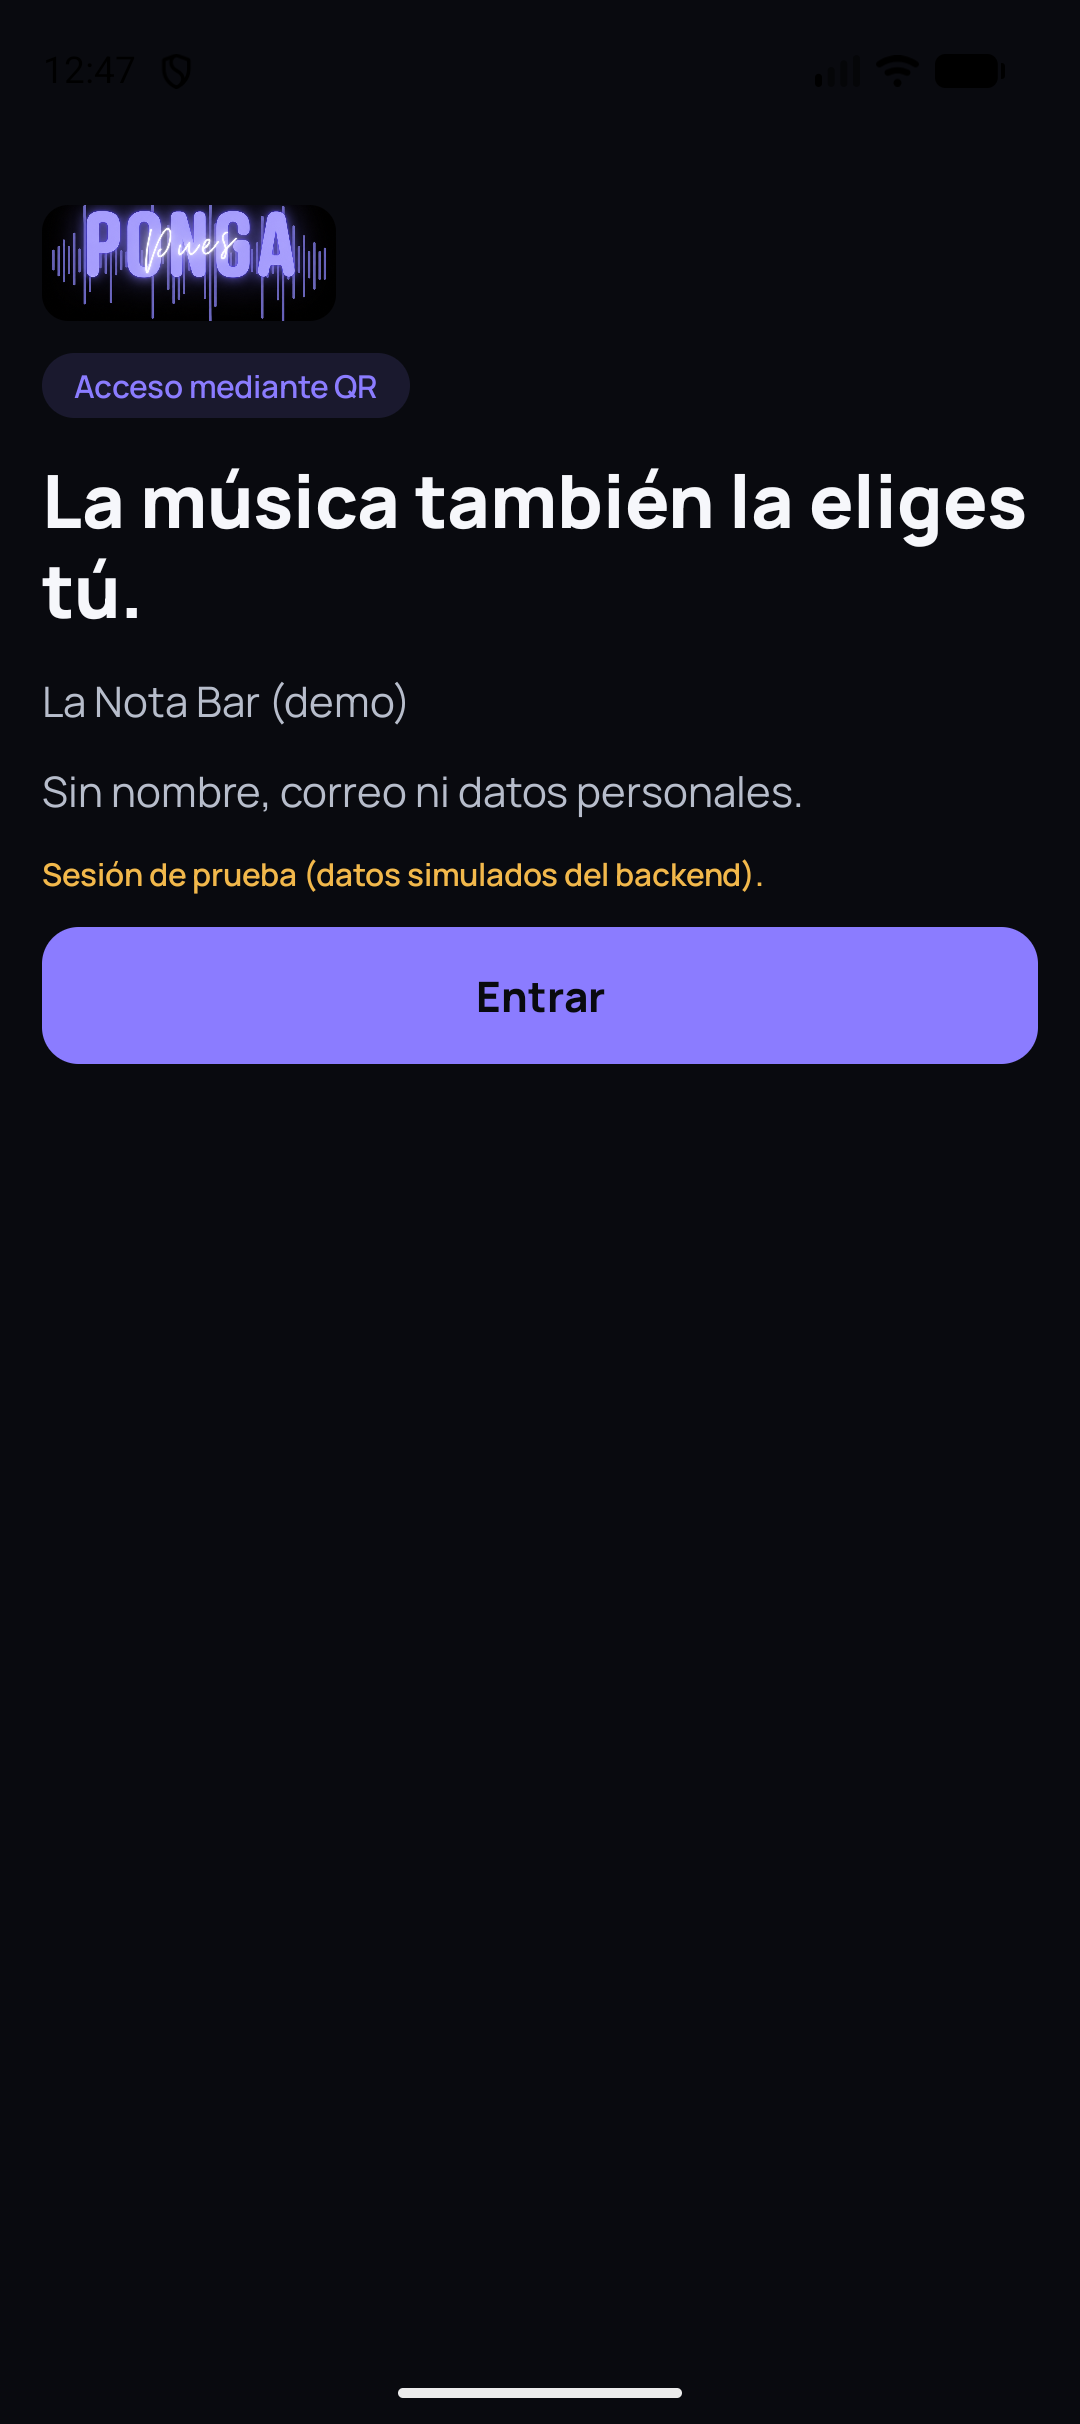 12:47
PONGA
pues
Acceso mediante QR
La música también la eliges
tú.
La Nota Bar (demo)
Sin nombre, correo ni datos personales.
Sesión de prueba (datos simulados del backend).
Entrar